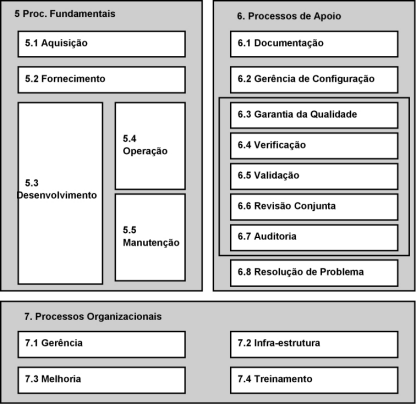 5 Proc. Fundamentais
5.1 Aquisição
5.2 Fornecimento
5.3
Desenvolvimento
5.4
Operação
5.5
Manutenção
6. Processos de Apoio
6.1 Documentação
6.2 Gerência de Configuração
6.3 Garantia da Qualidade
6.4 Verificação
6.5 Validação
6.6 Revisão Conjunta
6.7 Auditoria
6.8 Resolução de Problema
7. Processos Organizacionais
7.1 Gerência
7.2 Infra-estrutura
7.3 Melhoria
7.4 Treinamento